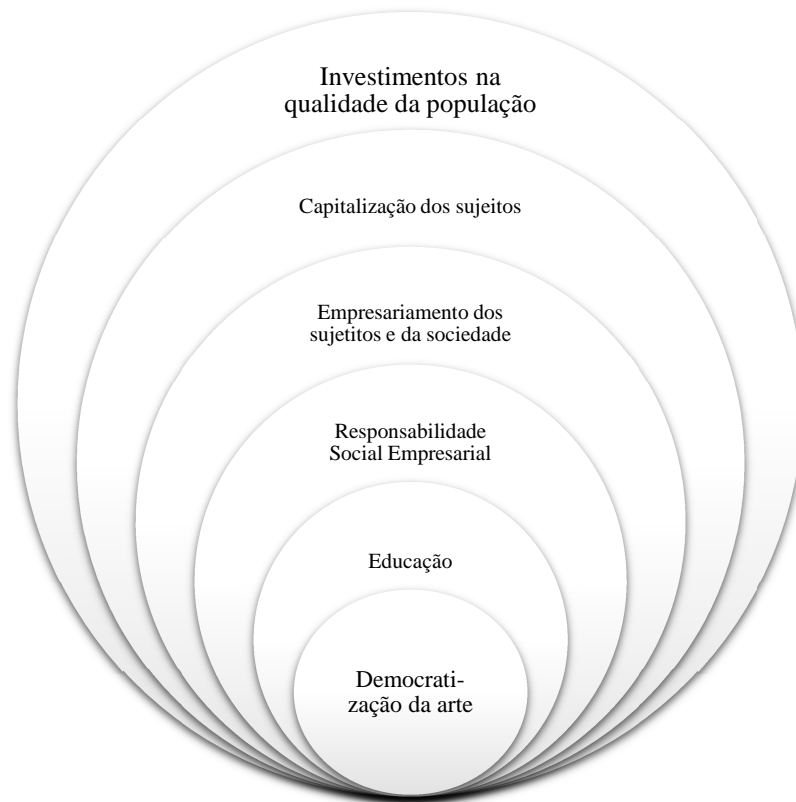 Investimentos na
qualidade da população
Capitalização dos sujeitos
Empresariamento dos
sujetitos e da sociedade
Responsabilidade
Social Empresarial
Educação
Democrati-
zação da arte